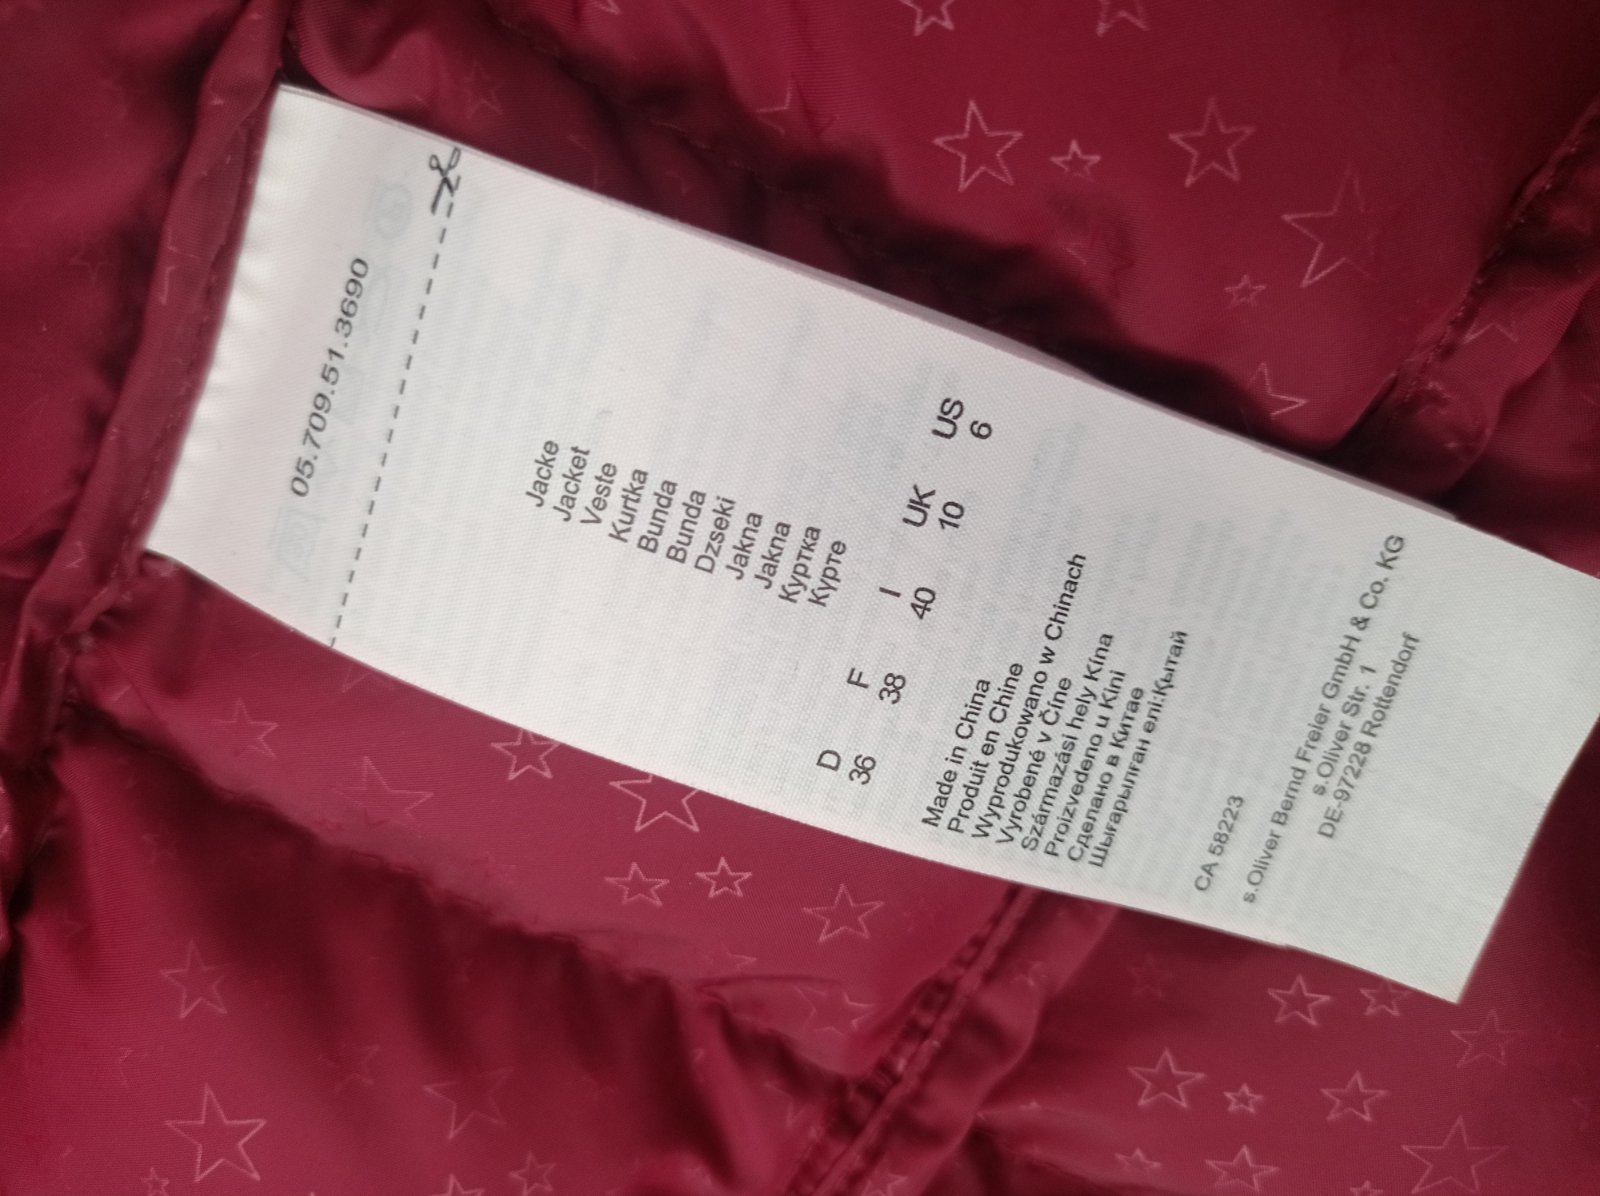 05.709.51.3690
Jacke
Jacket
Veste
Kurtka
Bunda
Bunda
Dzseki
Jakna
Jakna
Куртка
Курте
D F I UK US
36 38 40 10 6
Made in China
Produit en Chine
Wyprodukowano w Chinach
Vyrobené v Číne
Származási hely Kína
Proizvedeno u Kini
Сделано в Китае
Шығарылған елі:Қытай
CA 58223
s.Oliver Bernd Freier GmbH & Co. KG
s.Oliver Str. 1
DE-97228 Rottendorf